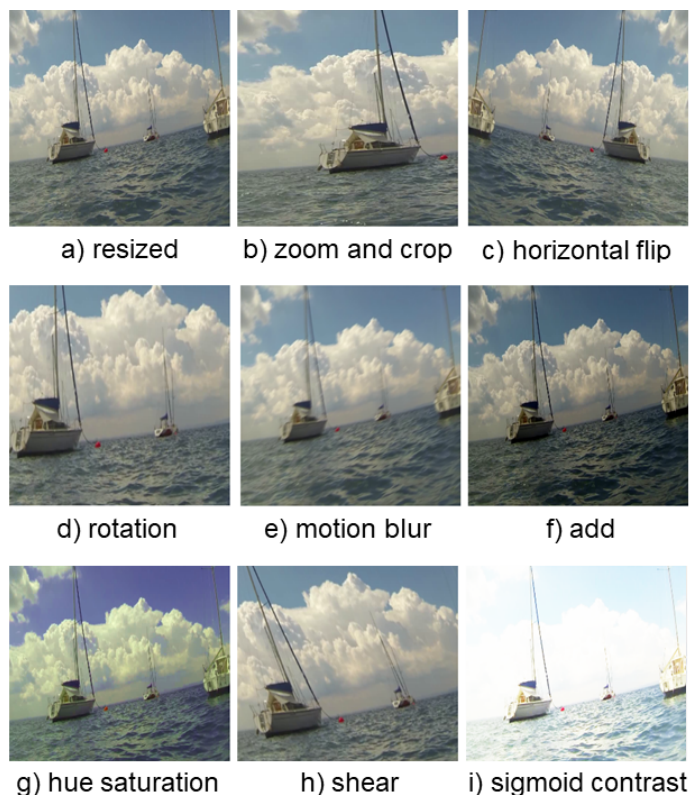 a) resized
b) zoom and crop
c) horizontal flip
d) rotation
e) motion blur
f) add
g) hue saturation
h) shear
i) sigmoid contrast